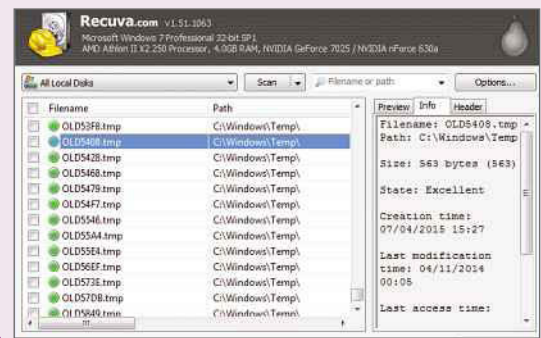 Recuva.com v1.51.1063
Microsoft Windows 7 Professional 32-bit SP1
AMD Athlon II X2 250 Processor, 4.0GB RAM, NVIDIA GeForce 7025 / NVIDIA nForce 630a
All Local Disks Scan Filename or path Options...
Filename Path
OLD53FB.tmp C:\Windows\Temp\
OLD5408.tmp C:\Windows\Temp\
OLD5428.tmp C:\Windows\Temp\
OLD5468.tmp C:\Windows\Temp\
OLD5479.tmp C:\Windows\Temp\
OLD54F7.tmp C:\Windows\Temp\
OLD5546.tmp C:\Windows\Temp\
OLD55A4.tmp C:\Windows\Temp\
OLD55E4.tmp C:\Windows\Temp\
OLD56EF.tmp C:\Windows\Temp\
OLD573E.tmp C:\Windows\Temp\
OLD57DB.tmp C:\Windows\Temp\
OLD5849.tmp C:\Windows\Temp\
Preview Info Header
Filename: OLD5408.tmp
Path: C:\Windows\Temp
Size: 563 bytes (563)
State: Excellent
Creation time:
07/04/2015 15:27
Last modification
time: 04/11/2014
00:05
Last access time: